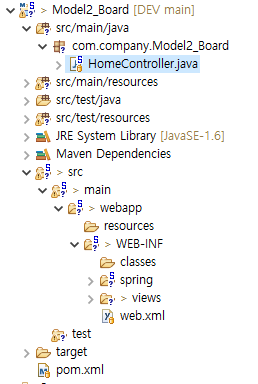 Model2_Board [DEV main]
src/main/java
com.company.Model2_Board
HomeController.java
src/main/resources
src/test/java
src/test/resources
JRE System Library [JavaSE-1.6]
Maven Dependencies
src
main
webapp
resources
WEB-INF
classes
spring
views
web.xml
test
target
pom.xml